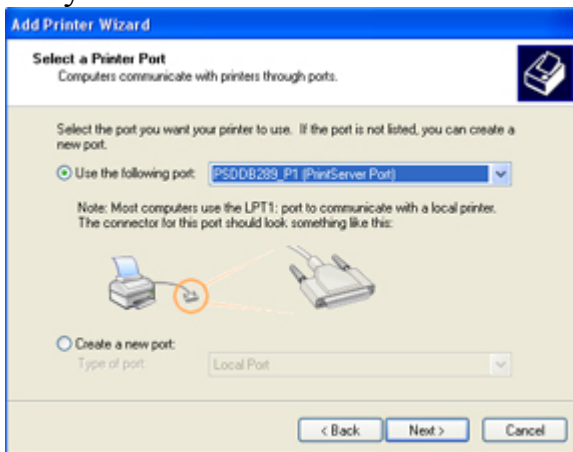 Add Printer Wizard
Select a Printer Port
Computers communicate with printers through ports.
Select the port you want your printer to use. If the port is not listed, you can create a
new port.
Use the following port:
PSDDB289_P1 (PrintServer Port)
Note: Most computers use the LPT1: port to communicate with a local printer.
The connector for this port should look something like this:
Create a new port:
Type of port:
Local Port
< Back
Next >
Cancel